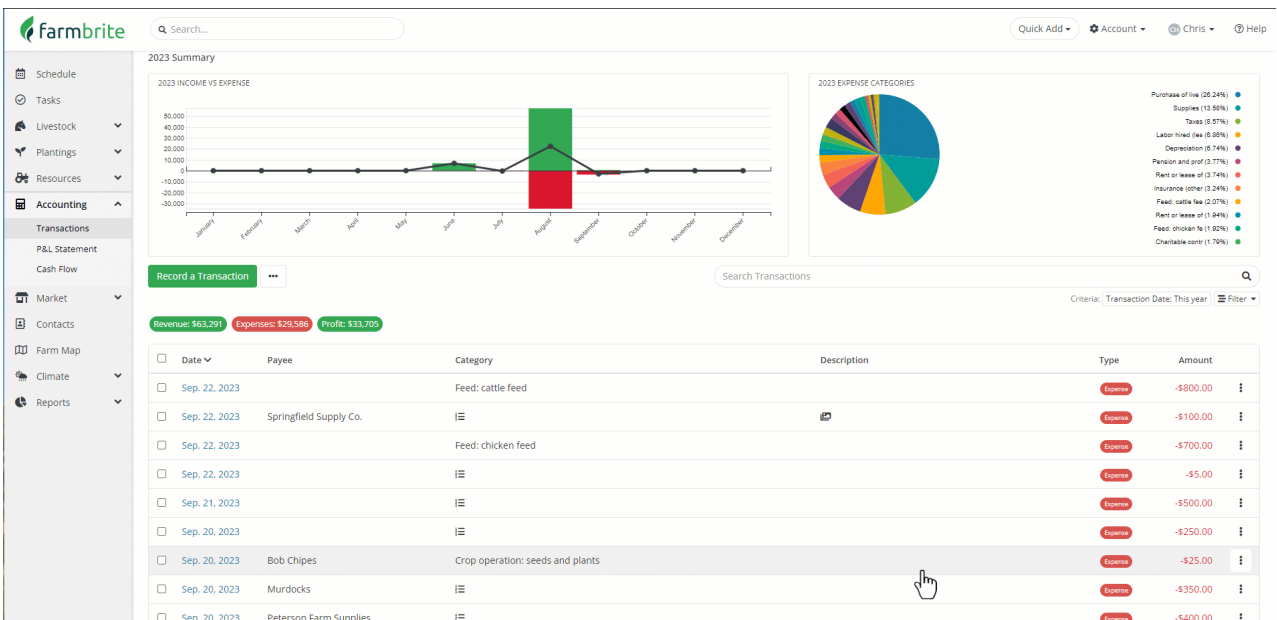 farmbrite
Search...
Quick Add
Account
CH
Chris
Help
Schedule
Tasks
Livestock
Plantings
Resources
Accounting
Transactions
P&L Statement
Cash Flow
Market
Contacts
Farm Map
Climate
Reports
2023 Summary
2023 INCOME VS EXPENSE
50,000
40,000
30,000
20,000
10,000
0
-10,000
-20,000
-30,000
January
February
March
April
May
June
July
August
September
October
November
December
2023 EXPENSE CATEGORIES
Purchase of live (26.24%)
Supplies (13.58%)
Taxes (8.57%)
Labor hired (les (6.86%)
Depreciation (6.74%)
Pension and prof (3.77%)
Rent or lease of (3.74%)
Insurance (other (3.24%)
Feed: cattle fee (2.07%)
Rent or lease of (1.94%)
Feed: chicken fe (1.92%)
Charitable contr (1.79%)
Record a Transaction
Search Transactions
Criteria: Transaction Date: This year Filter
Revenue: $63,291 Expenses: $29,586 Profit: $33,705
Date Payee Category Description Type Amount
Sep. 22, 2023 Feed: cattle feed Expense -$800.00
Sep. 22, 2023 Springfield Supply Co. Expense -$100.00
Sep. 22, 2023 Feed: chicken feed Expense -$700.00
Sep. 22, 2023 Expense -$5.00
Sep. 21, 2023 Expense -$500.00
Sep. 20, 2023 Expense -$250.00
Sep. 20, 2023 Bob Chipes Crop operation: seeds and plants Expense -$25.00
Sep. 20, 2023 Murdocks Expense -$350.00
Sep. 20, 2023 Peterson Farm Supplies Expense -$400.00